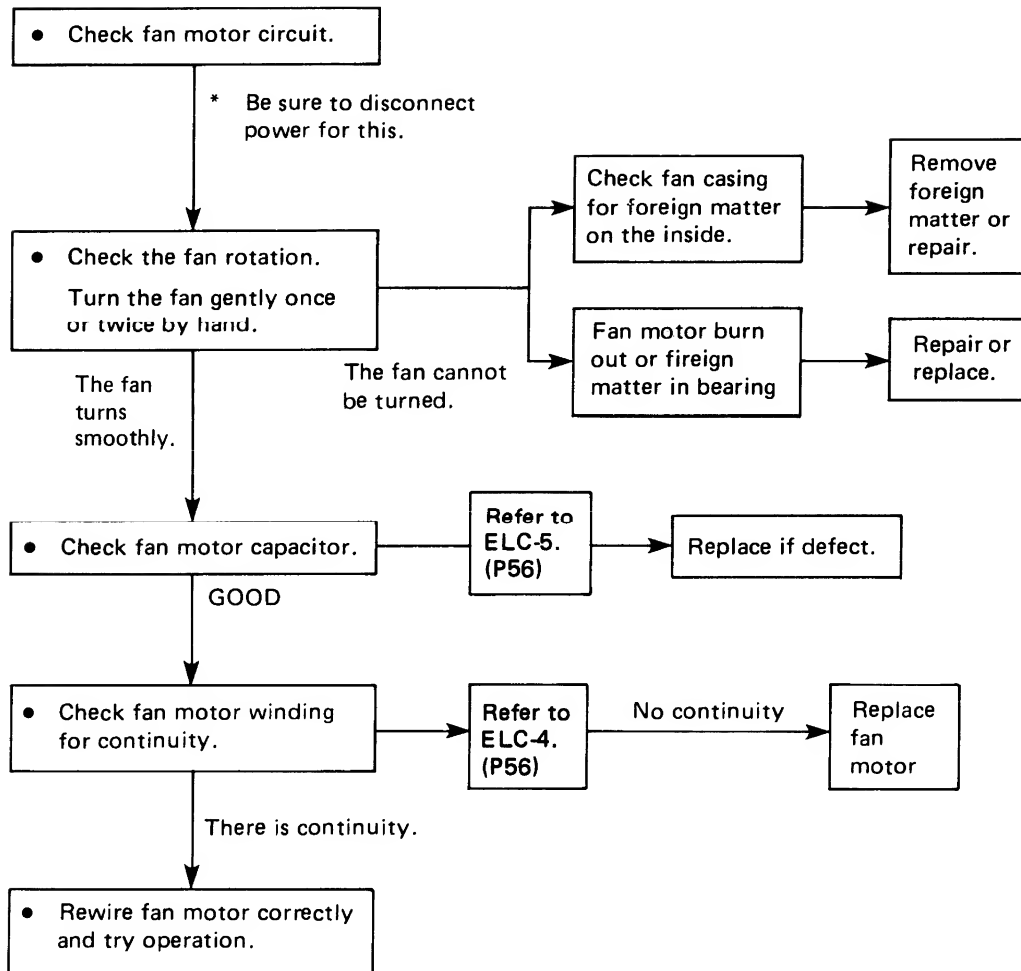 ● Check fan motor circuit.
* Be sure to disconnect
power for this.
● Check the fan rotation.
Turn the fan gently once
or twice by hand.
Check fan casing
for foreign matter
on the inside.
Remove
foreign
matter or
repair.
Fan motor burn
out or fireign
matter in bearing
Repair or
replace.
The fan
turns
smoothly.
The fan cannot
be turned.
● Check fan motor capacitor.
Refer to
ELC-5.
(P56)
Replace if defect.
GOOD
● Check fan motor winding
for continuity.
Refer to
ELC-4.
(P56)
No continuity
Replace
fan
motor
There is continuity.
● Rewire fan motor correctly
and try operation.